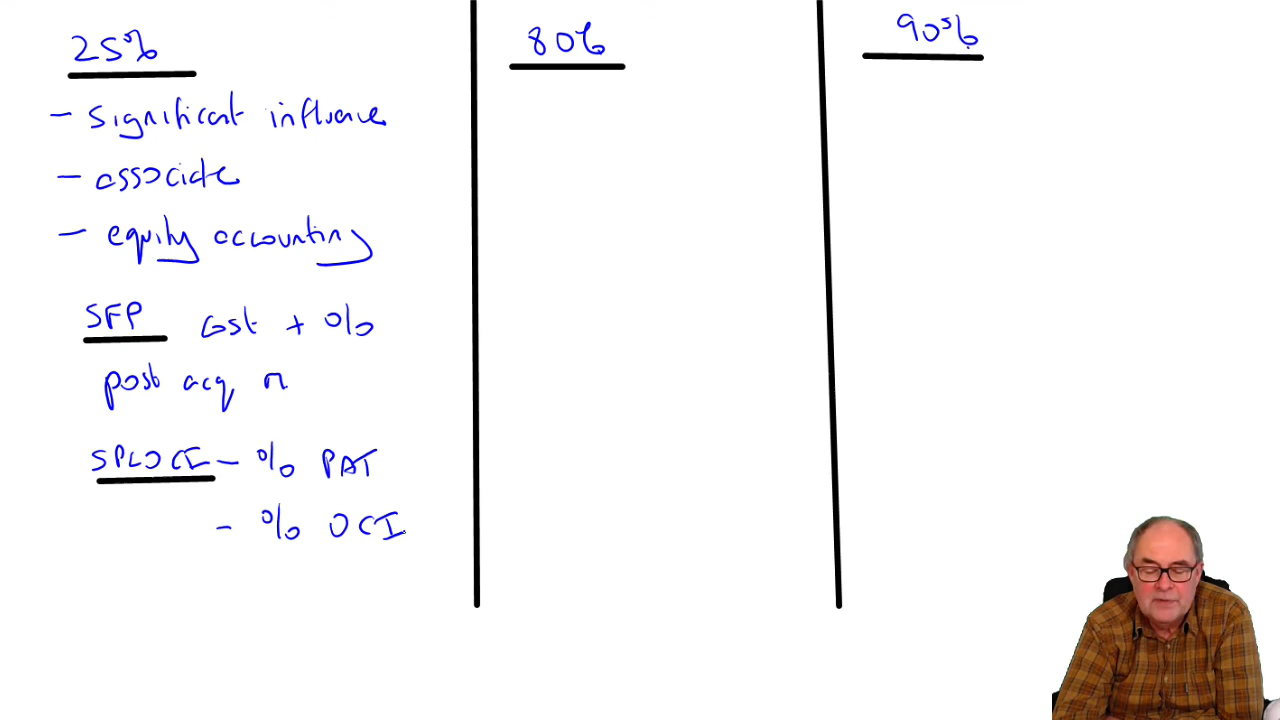 25%
- significant influence
- associate
- equity accounting
SFP cost + %
post acq n
SPLOCI - % PAT
- % OCI
80%
90%